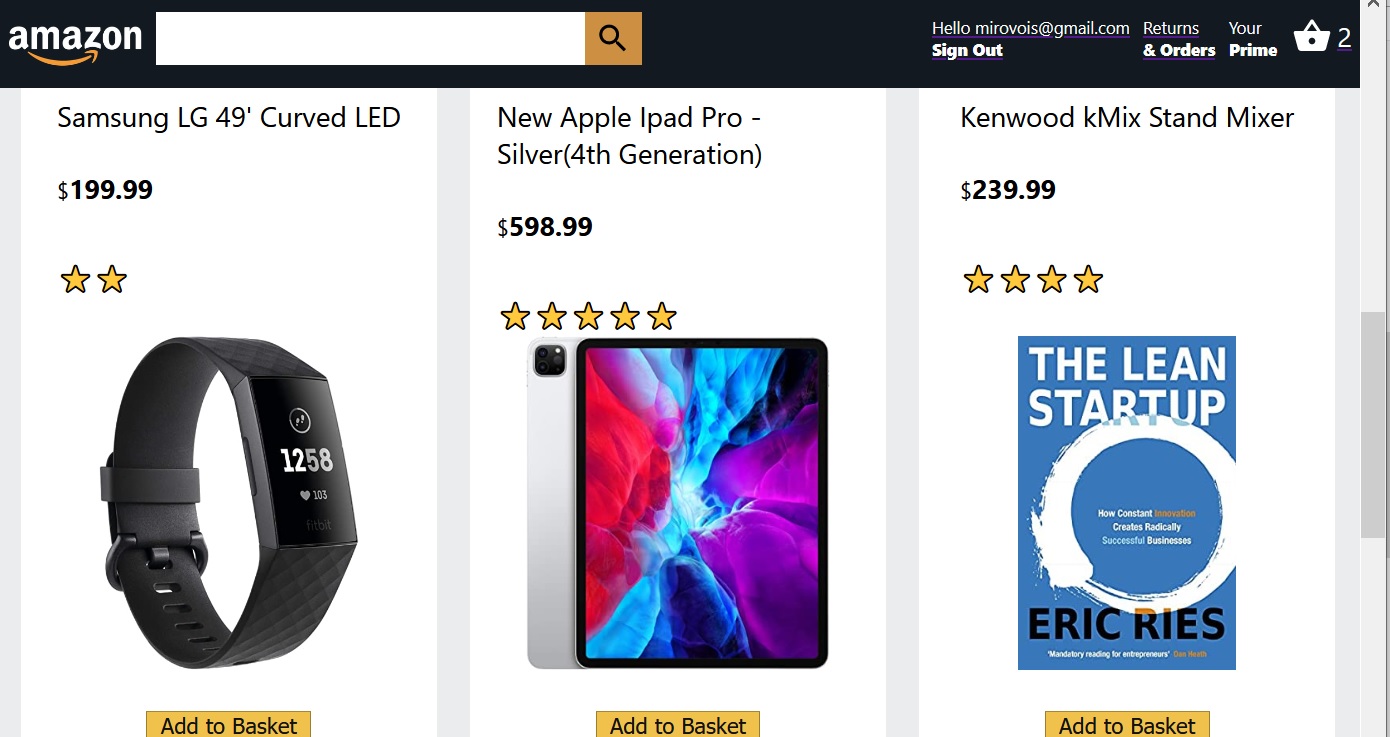 amazon
Hello mirovois@gmail.com
Sign Out
Returns
& Orders
Your
Prime
2
Samsung LG 49' Curved LED
$199.99
New Apple Ipad Pro -
Silver(4th Generation)
$598.99
Kenwood kMix Stand Mixer
$239.99
1258
103
fitbit
THE LEAN
STARTUP
How Constant Innovation
Creates Radically
Successful Businesses
ERIC RIES
'Mandatory reading for entrepreneurs' Dan Heath
Add to Basket
Add to Basket
Add to Basket